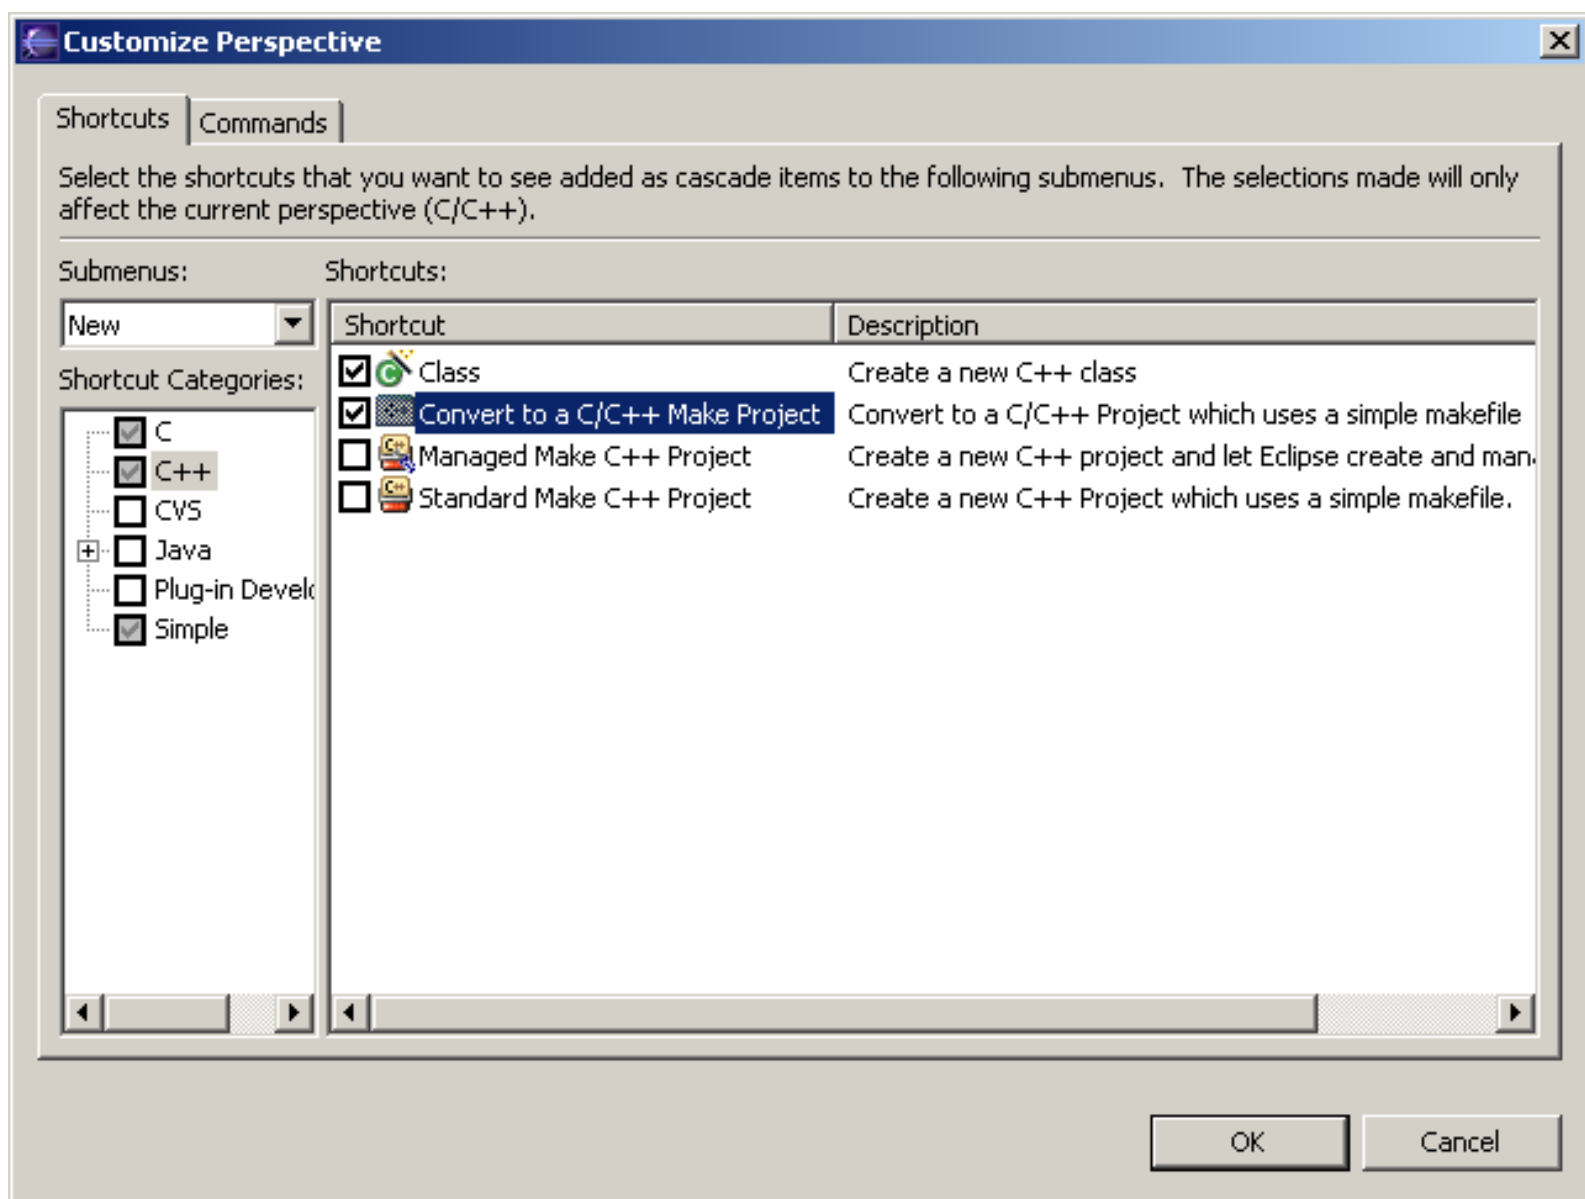 Customize Perspective
Shortcuts
Commands
Select the shortcuts that you want to see added as cascade items to the following submenus.  The selections made will only
affect the current perspective (C/C++).
Submenus:
Shortcuts:
New
Shortcut
Description
Class
Create a new C++ class
Convert to a C/C++ Make Project
Convert to a C/C++ Project which uses a simple makefile
Managed Make C++ Project
Create a new C++ project and let Eclipse create and man
Standard Make C++ Project
Create a new C++ Project which uses a simple makefile.
Shortcut Categories:
C
C++
CVS
Java
Plug-in Develo
Simple
OK
Cancel